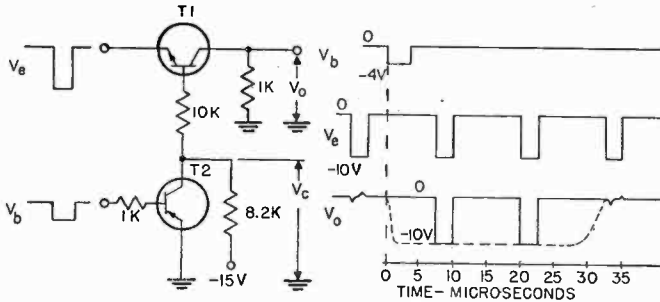 T1
Ve
10K
1K
Vo
T2
Vb
1K
8.2K
Vc
-15V
0
Vb
-4V
0
Ve
-10V
0
Vo
-10V
0 5 10 15 20 25 30 35
TIME- MICROSECONDS